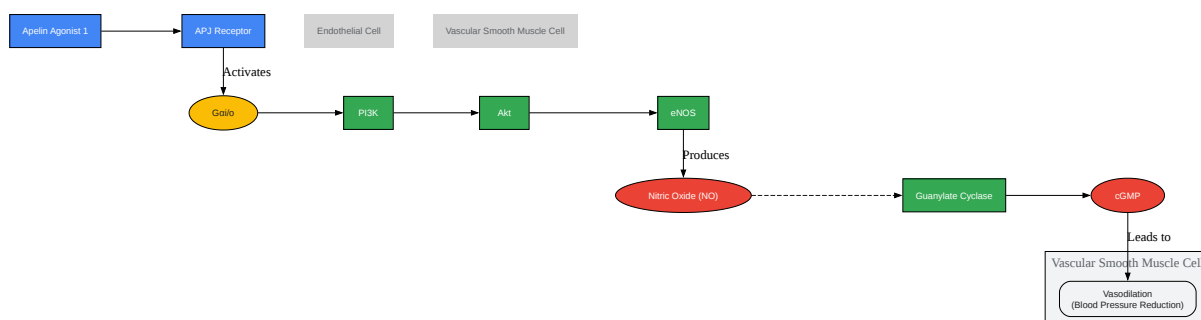 Apelin Agonist 1
APJ Receptor
Endothelial Cell
Vascular Smooth Muscle Cell
Activates
Gαi/o
PI3K
Akt
eNOS
Produces
Nitric Oxide (NO)
Guanylate Cyclase
cGMP
Leads to
Vascular Smooth Muscle Cell
Vasodilation
(Blood Pressure Reduction)